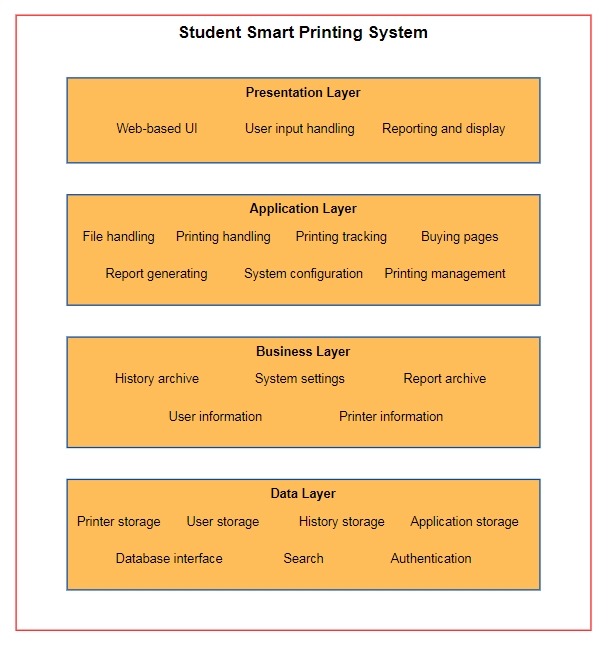 Student Smart Printing System
Presentation Layer
Web-based UI User input handling Reporting and display
Application Layer
File handling Printing handling Printing tracking Buying pages
Report generating System configuration Printing management
Business Layer
History archive System settings Report archive
User information Printer information
Data Layer
Printer storage User storage History storage Application storage
Database interface Search Authentication